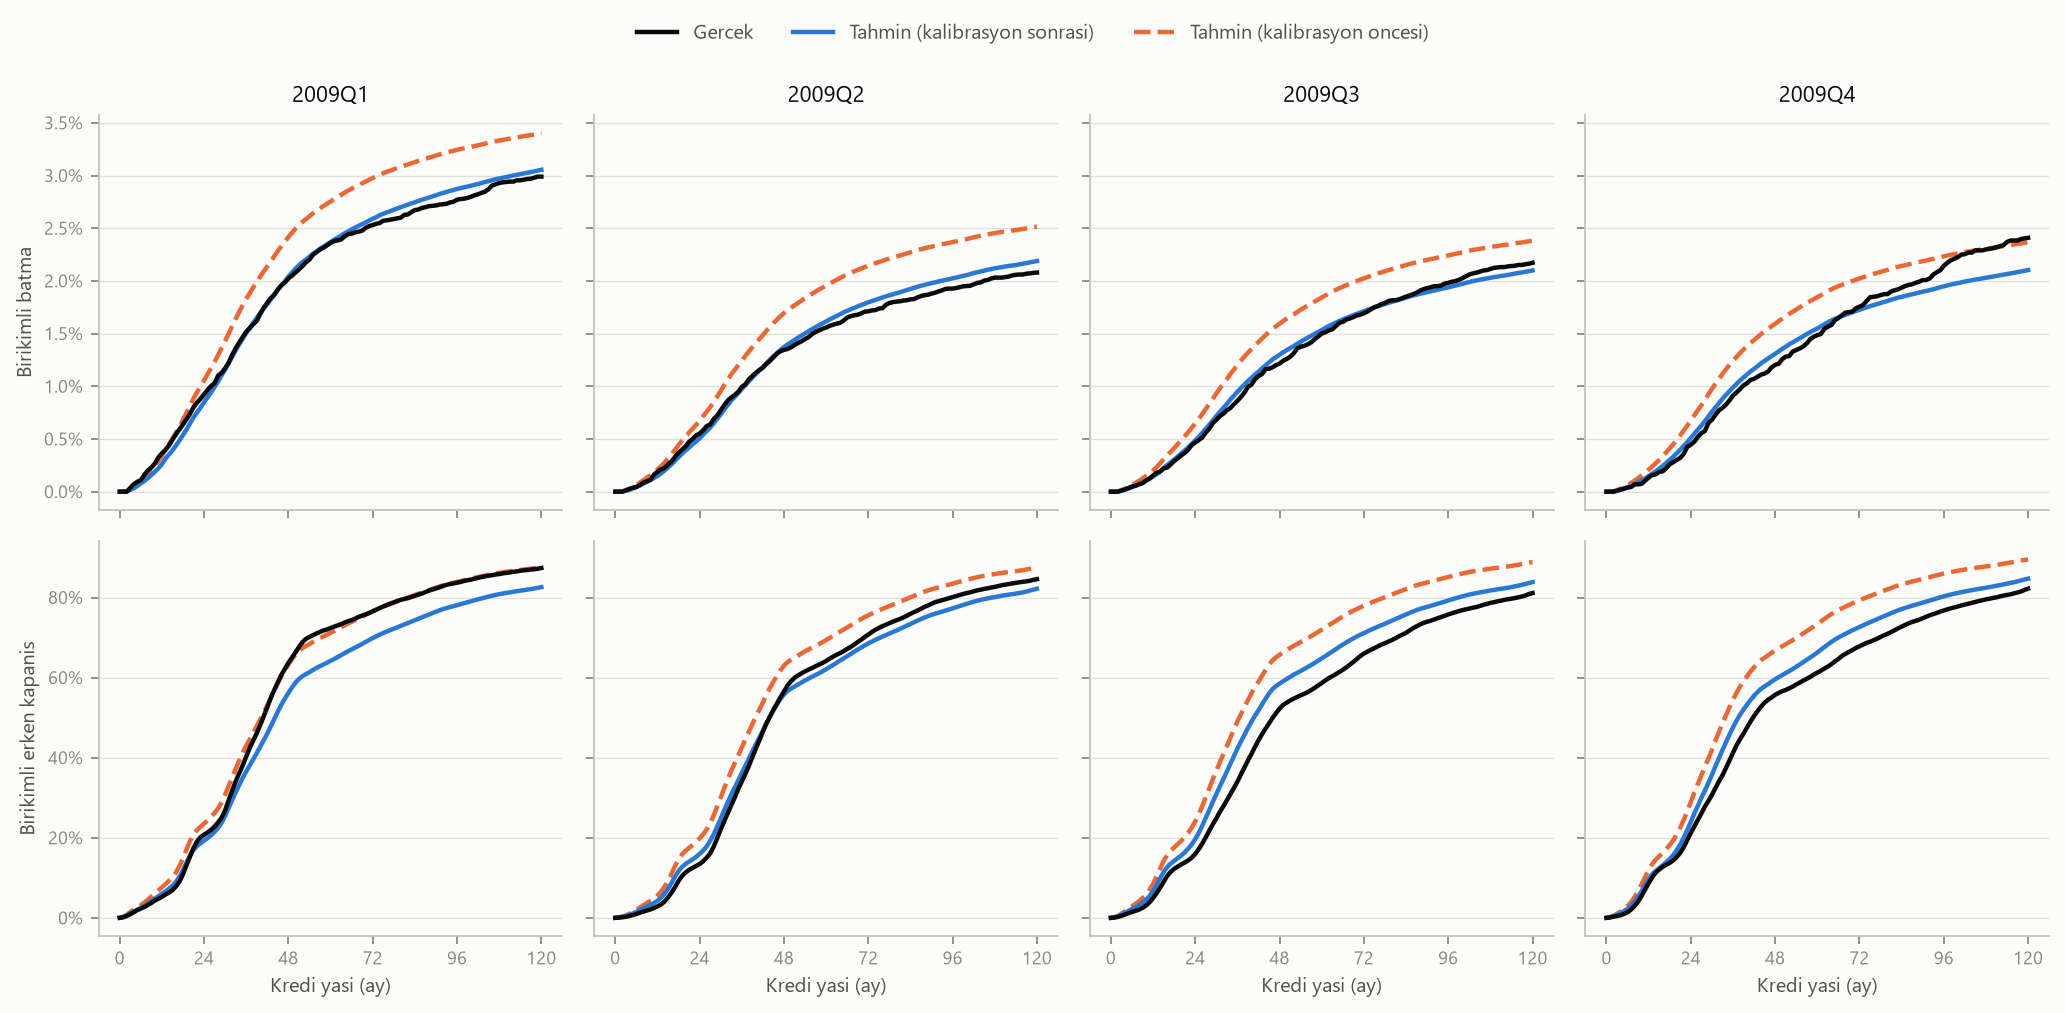 Gercek Tahmin (kalibrasyon sonrasi) Tahmin (kalibrasyon oncesi)
2009Q1 2009Q2 2009Q3 2009Q4
Birikimli batma
3.5%
3.0%
2.5%
2.0%
1.5%
1.0%
0.5%
0.0%
Birikimli erken kapanis
80%
60%
40%
20%
0%
0 24 48 72 96 120 0 24 48 72 96 120 0 24 48 72 96 120 0 24 48 72 96 120
Kredi yasi (ay) Kredi yasi (ay) Kredi yasi (ay) Kredi yasi (ay)